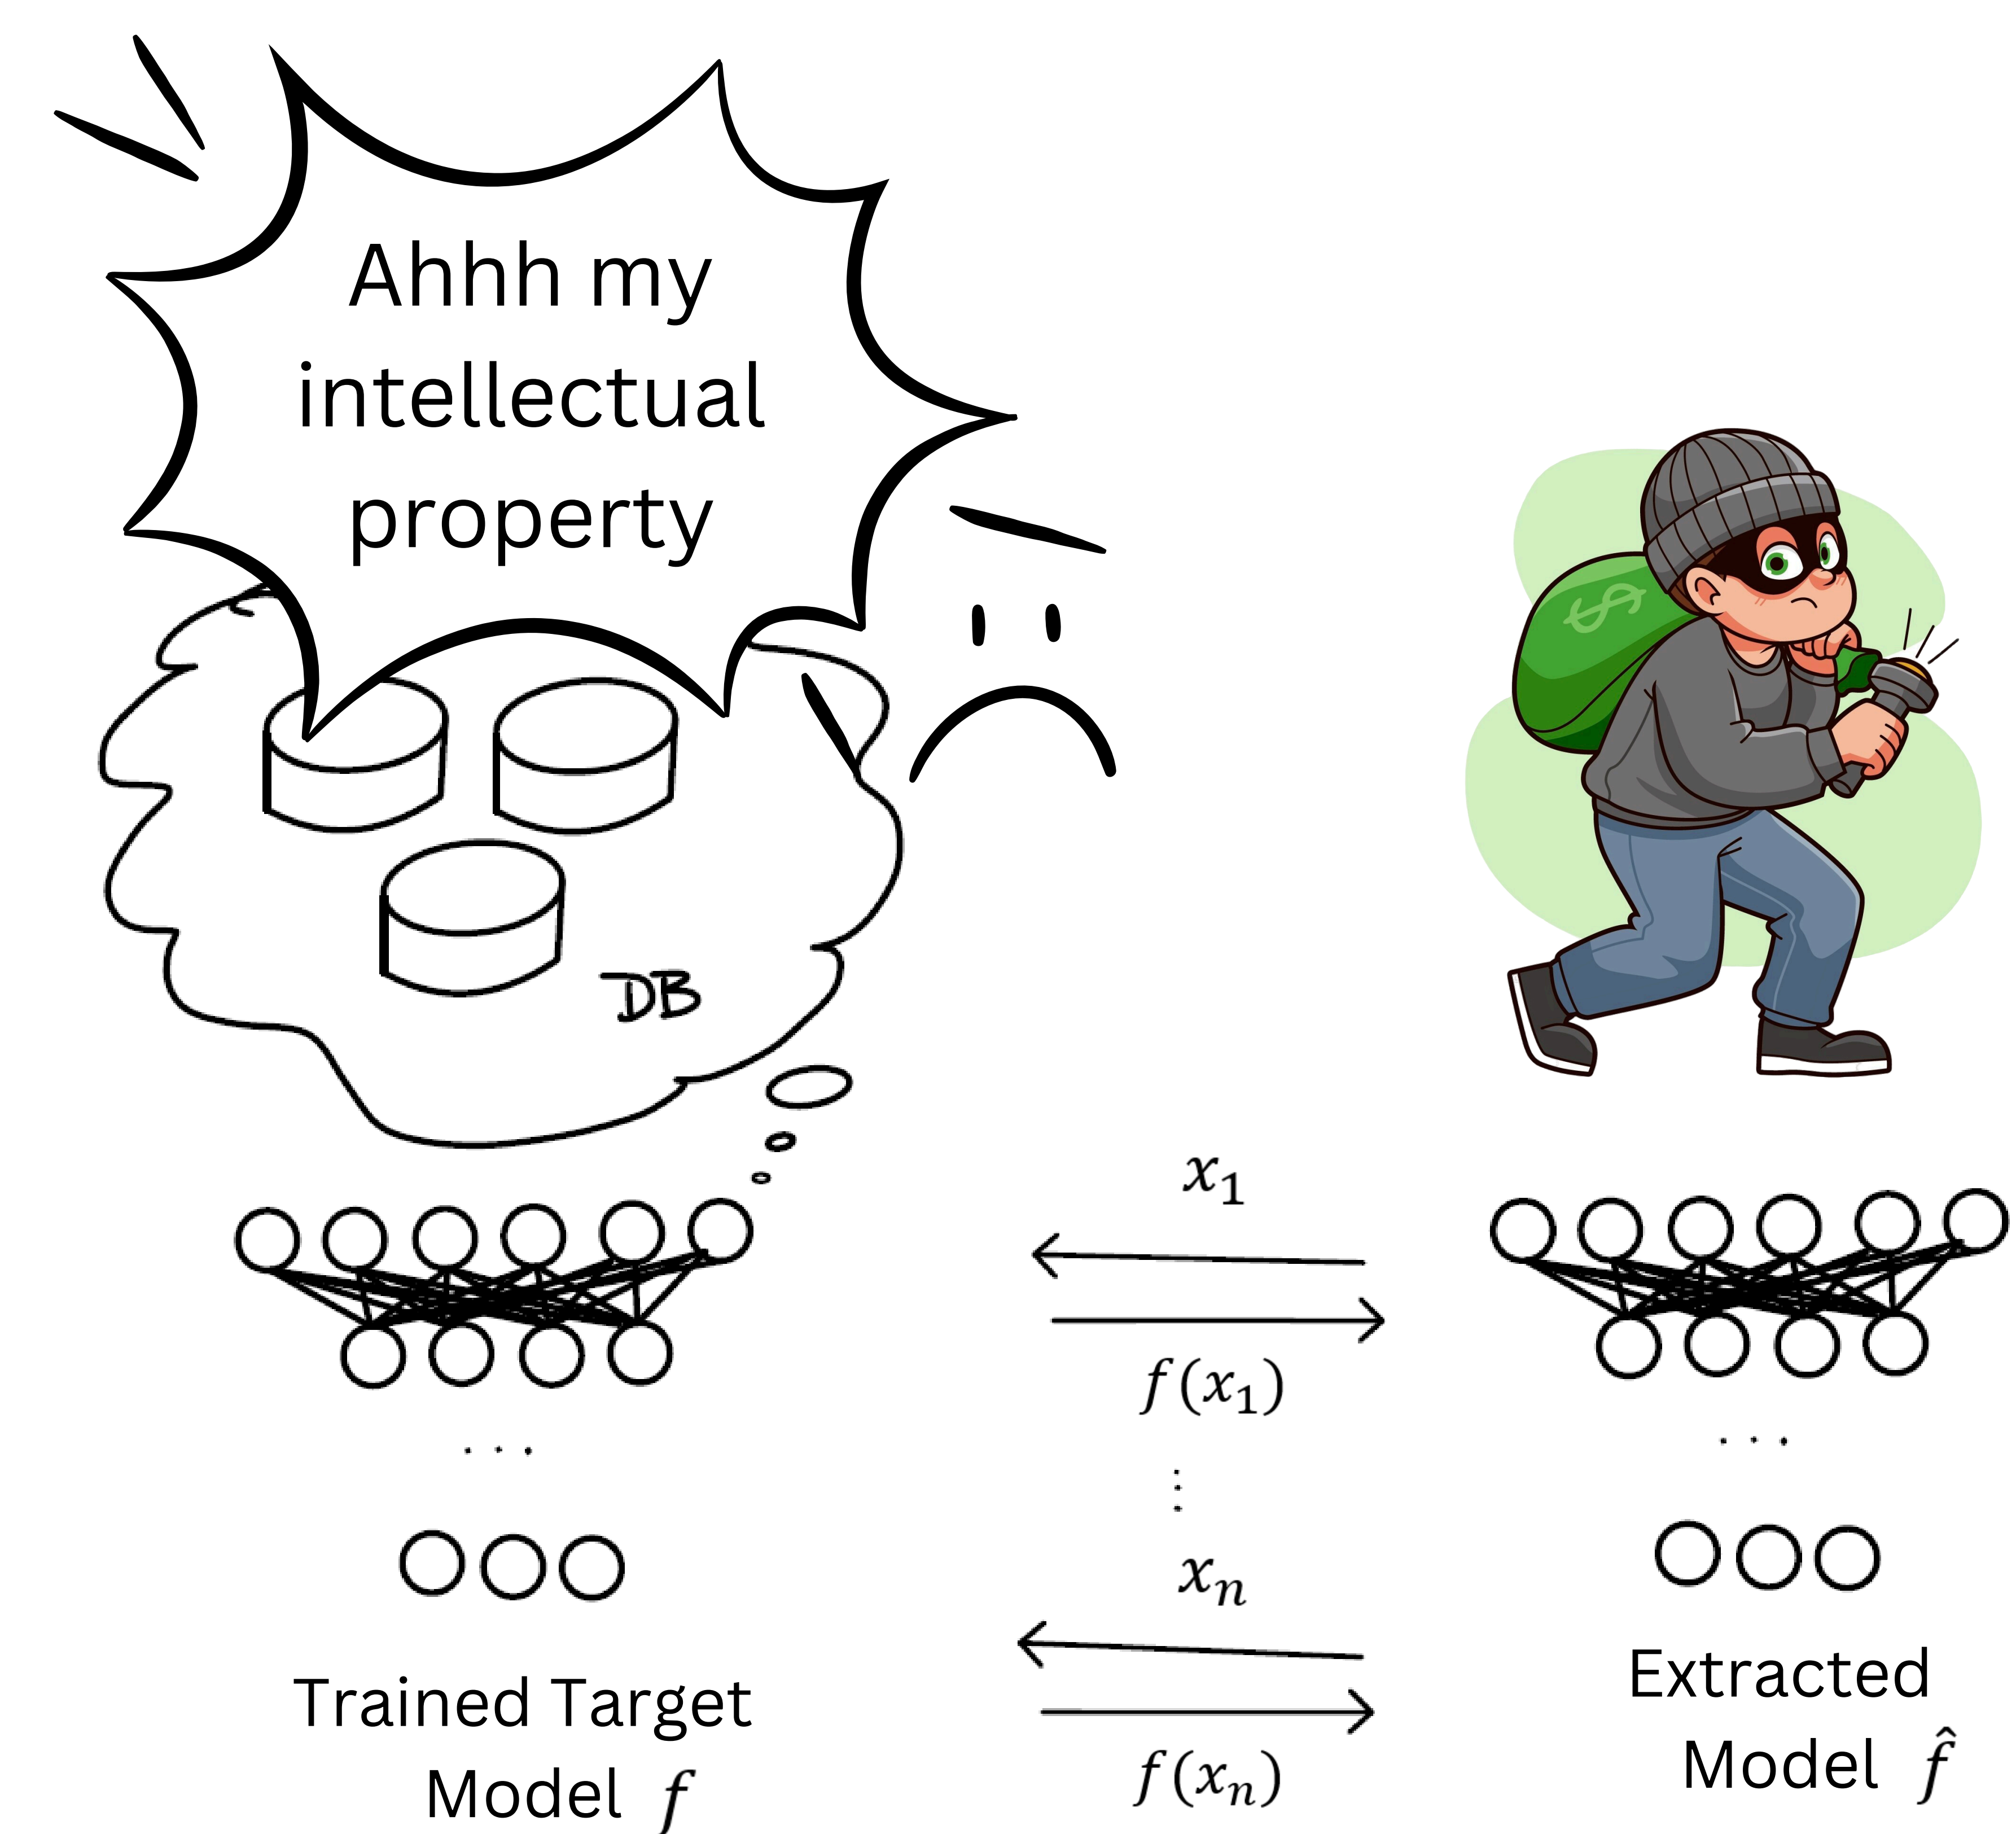 Ahhh my
intellectual
property
$
DB
x₁
f(x₁)
⋮
xₙ
f(xₙ)
...
...
Trained Target
Model f
Extracted
Model f̂